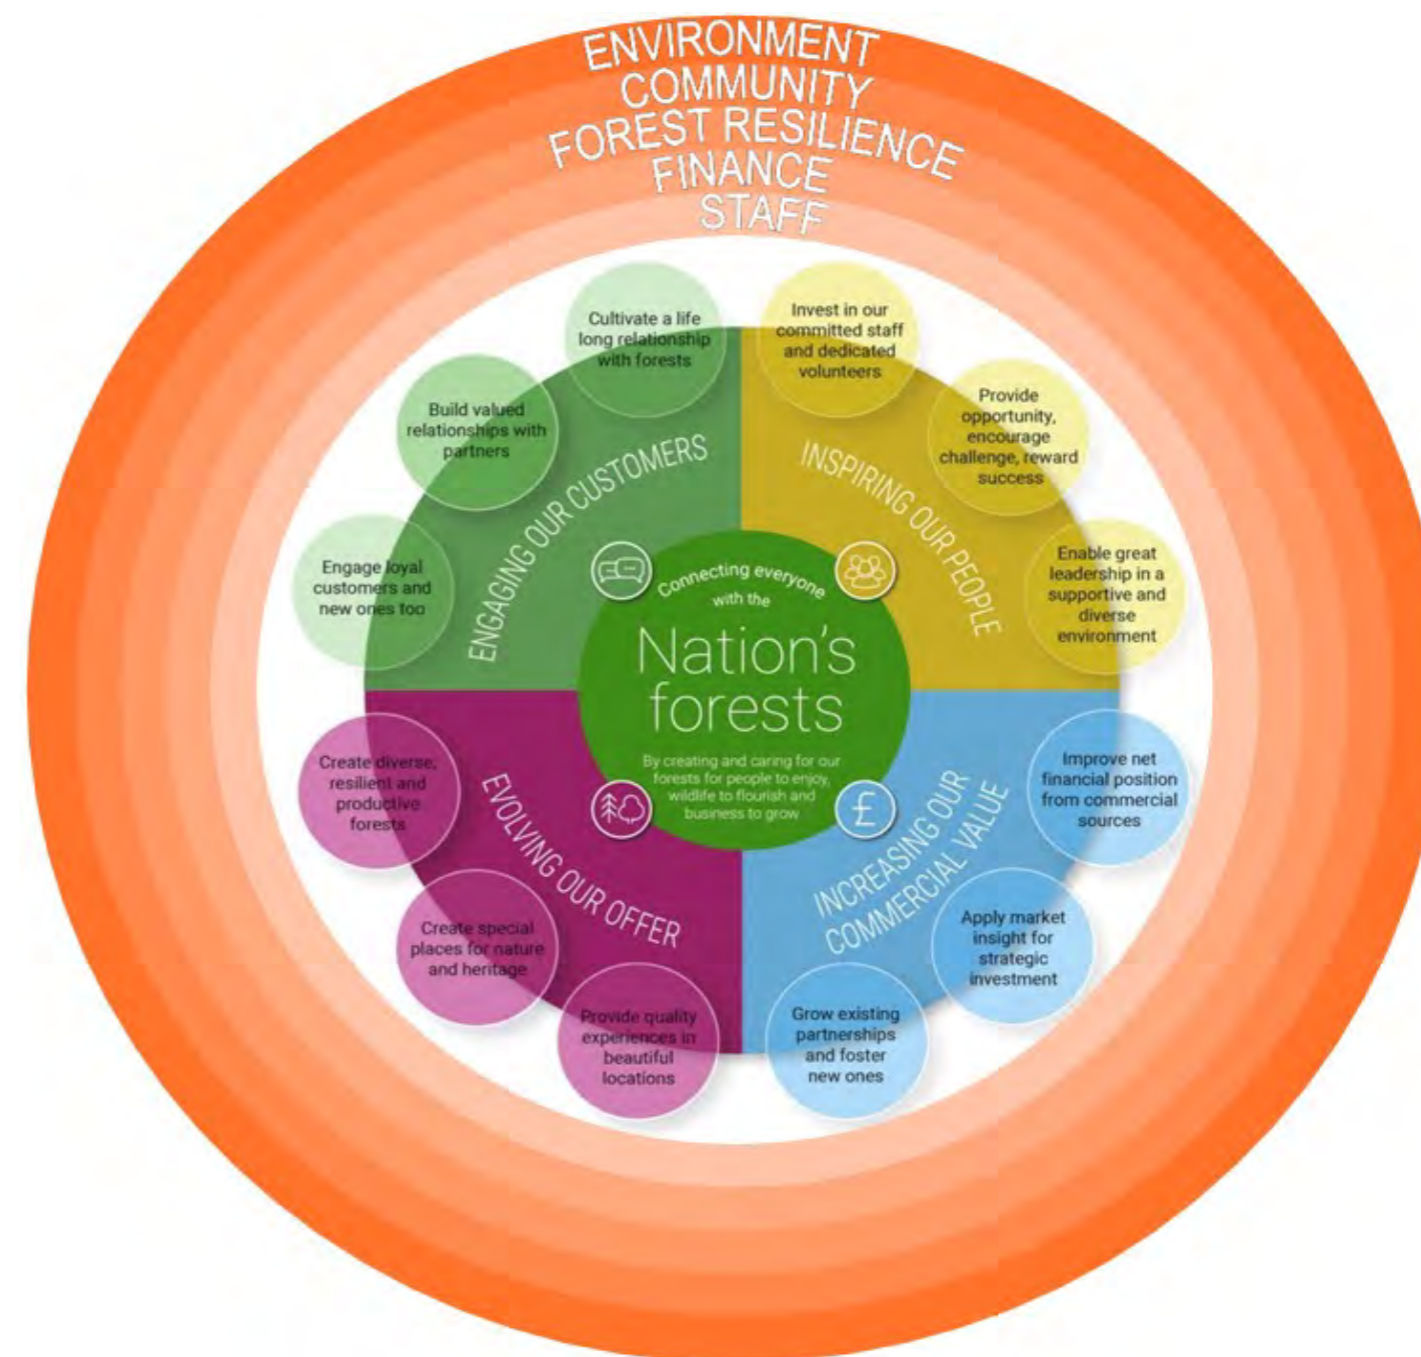 ENVIRONMENT
COMMUNITY
FOREST RESILIENCE
FINANCE
STAFF
Cultivate a life
long relationship
with forests
Build valued
relationships with
partners
Engage loyal
customers and
new ones too
ENGAGING OUR CUSTOMERS
Invest in our
committed staff
and dedicated
volunteers
Provide
opportunity,
encourage
challenge, reward
success
Enable great
leadership in a
supportive and
diverse
environment
INSPIRING OUR PEOPLE
Connecting everyone
with the
Nation's
forests
By creating and caring for our
forests for people to enjoy,
wildlife to flourish and
business to grow
Create diverse,
resilient and
productive
forests
Create special
places for nature
and heritage
Provide quality
experiences in
beautiful
locations
EVOLVING OUR OFFER
£
Improve net
financial position
from commercial
sources
Apply market
insight for
strategic
investment
Grow existing
partnerships
and foster
new ones
INCREASING OUR
COMMERCIAL VALUE